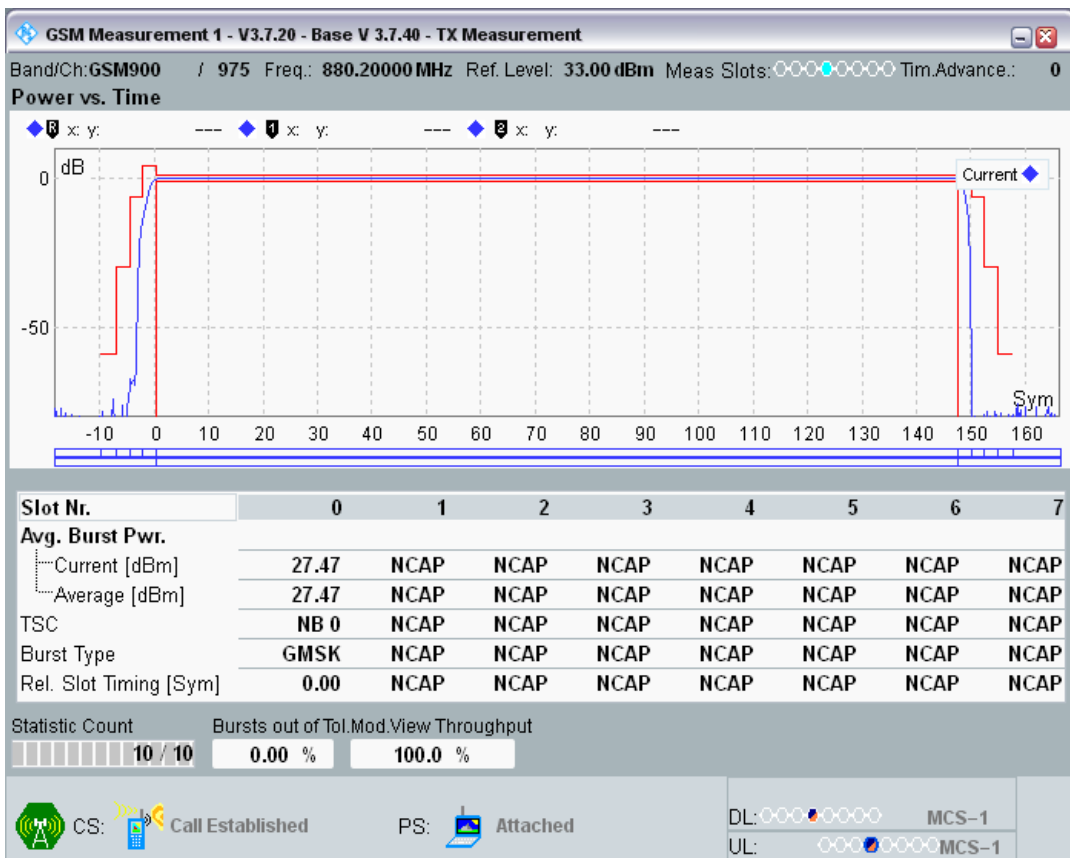 GSM Measurement 1 - V3.7.20 - Base V 3.7.40 - TX Measurement
Band/Ch:GSM900 / 975 Freq.: 880.20000 MHz Ref. Level: 33.00 dBm Meas Slots: Tim.Advance.: 0
Power vs. Time
R x: y: --- 1 x: y: --- 2 x: y: ---
dB
Current
0
-50
Sym
-10 0 10 20 30 40 50 60 70 80 90 100 110 120 130 140 150 160
Slot Nr. 0 1 2 3 4 5 6 7
Avg. Burst Pwr.
Current [dBm] 27.47 NCAP NCAP NCAP NCAP NCAP NCAP NCAP
Average [dBm] 27.47 NCAP NCAP NCAP NCAP NCAP NCAP NCAP
TSC NB 0 NCAP NCAP NCAP NCAP NCAP NCAP NCAP
Burst Type GMSK NCAP NCAP NCAP NCAP NCAP NCAP NCAP
Rel. Slot Timing [Sym] 0.00 NCAP NCAP NCAP NCAP NCAP NCAP NCAP
Statistic Count Bursts out of Tol.Mod.View Throughput
10 / 10 0.00 % 100.0 %
CS: Call Established PS: Attached
DL: MCS-1
UL: MCS-1